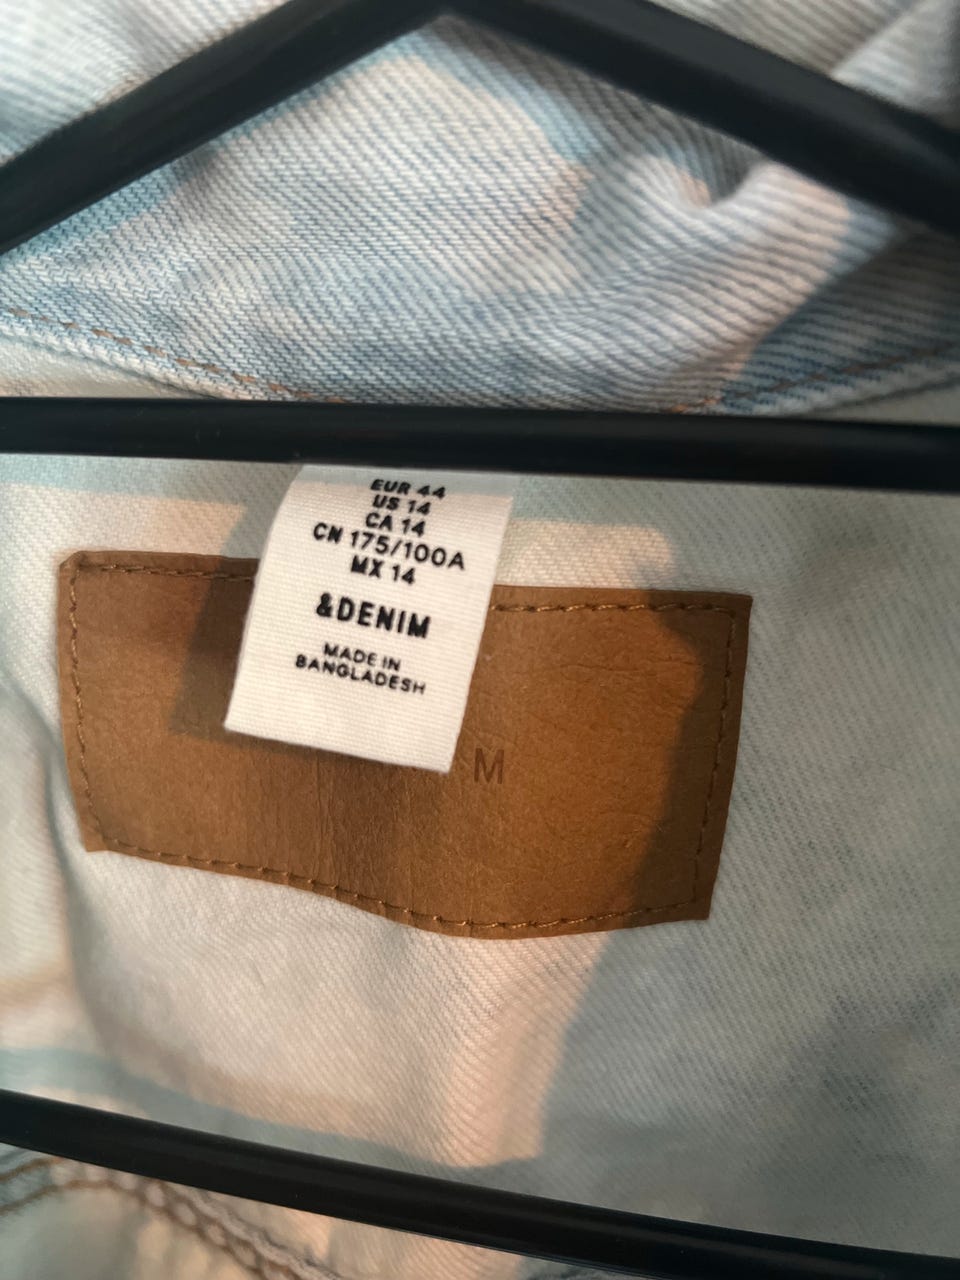 EUR 44
US 14
CA 14
CN 175/100A
MX 14
&DENIM
MADE IN
BANGLADESH
M